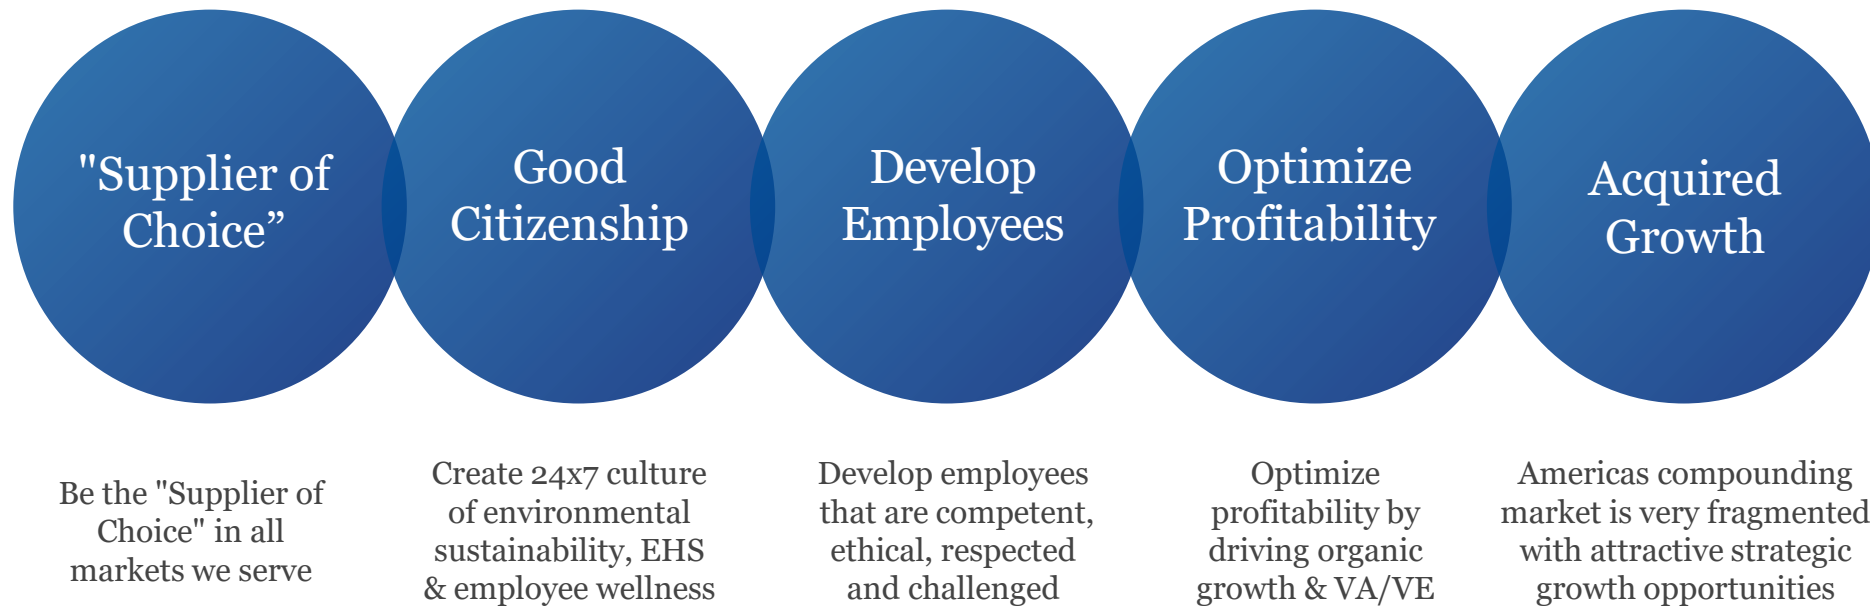 "Supplier of
Choice”
Good
Citizenship
Develop
Employees
Optimize
Profitability
Acquired
Growth
Be the "Supplier of
Choice" in all
markets we serve
Create 24x7 culture
of environmental
sustainability, EHS
& employee wellness
Develop employees
that are competent,
ethical, respected
and challenged
Optimize
profitability by
driving organic
growth & VA/VE
Americas compounding
market is very fragmented
with attractive strategic
growth opportunities